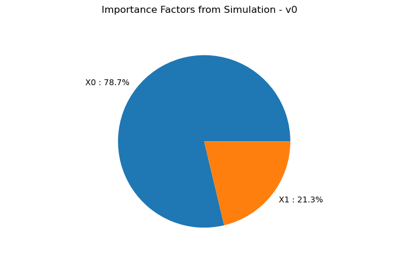 Importance Factors from Simulation - v0
X0 : 78.7%
X1 : 21.3%